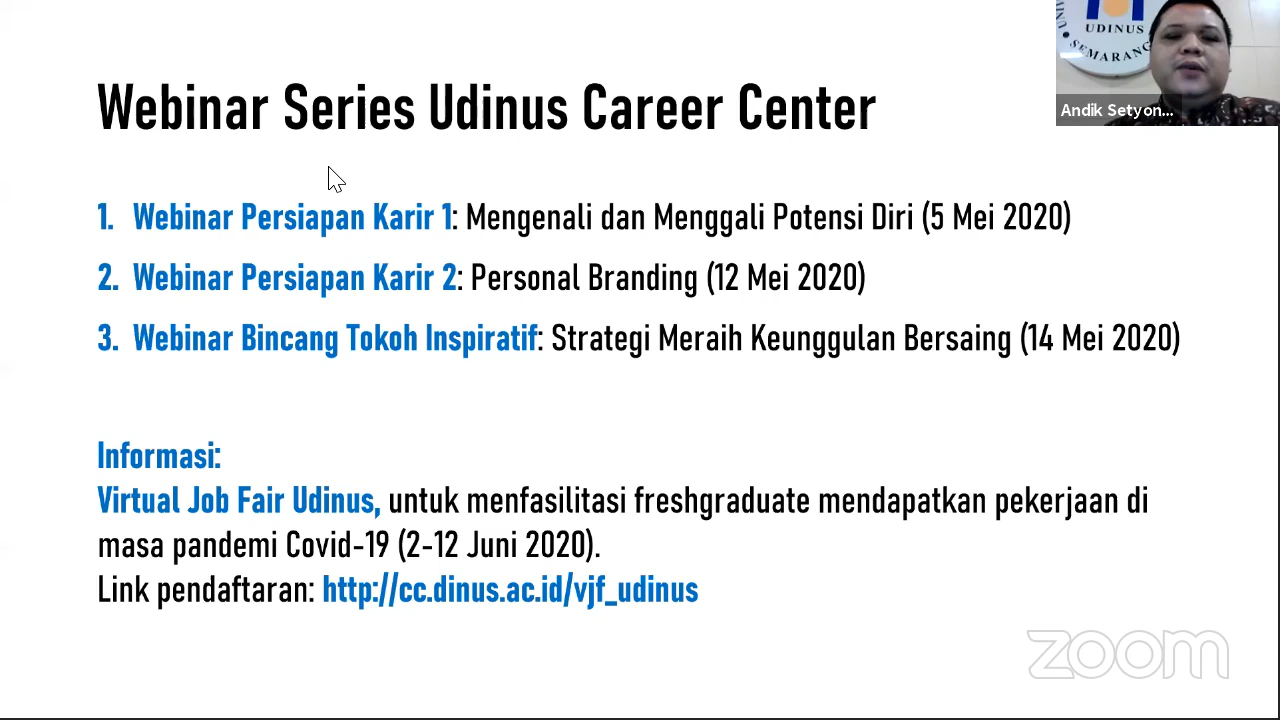 UDINUS
SEMARANG
Andik Setyon...
Webinar Series Udinus Career Center
1. Webinar Persiapan Karir 1: Mengenali dan Menggali Potensi Diri (5 Mei 2020)
2. Webinar Persiapan Karir 2: Personal Branding (12 Mei 2020)
3. Webinar Bincang Tokoh Inspiratif: Strategi Meraih Keunggulan Bersaing (14 Mei 2020)
Informasi:
Virtual Job Fair Udinus, untuk menfasilitasi freshgraduate mendapatkan pekerjaan di
masa pandemi Covid-19 (2-12 Juni 2020).
Link pendaftaran: http://cc.dinus.ac.id/vjf_udinus
zoom